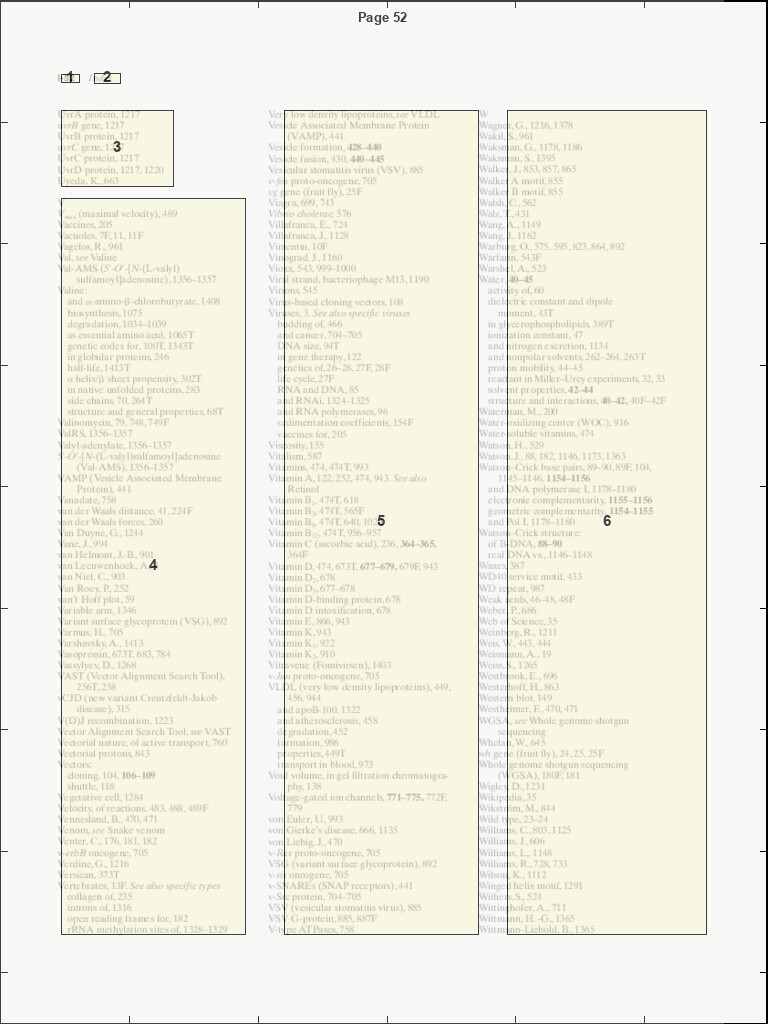 Page 52
1 2
UvrA protein, 1217
uvrB gene, 1217
UvrB protein, 1217
uvrC gene, 1217
3
UvrC protein, 1217
UvrD protein, 1217, 1220
Uyeda, K., 663
V
Vmax (maximal velocity), 489
Vaccines, 205
Vacuoles, 7F, 11, 11F
Vagelos, R., 961
Val, see Valine
Val-AMS (5′-O′-[N-(L-valyl)
sulfamoyl]adenosine), 1356–1357
Valine:
and α-amino-β-chlorobutyrate, 1408
biosynthesis, 1075
degradation, 1034–1039
as essential amino acid, 1065T
genetic codes for, 100T, 1343T
in globular proteins, 246
half-life, 1413T
α helix/β sheet propensity, 302T
in native unfolded proteins, 283
side chains, 70, 264T
structure and general properties, 68T
Valinomycin, 79, 748, 749F
ValRS, 1356–1357
Valyl-adenylate, 1356–1357
5′-O′-[N-(L-valyl)sulfamoyl]adenosine
(Val-AMS), 1356–1357
VAMP (Vesicle Associated Membrane
Protein), 441
Vanadate, 758
van der Waals distance, 41, 224F
van der Waals forces, 260
Van Duyne, G., 1244
Vane, J., 994
van Helmont, J.-B., 901
van Leeuwenhoek, A
4
van Niel, C., 903
Van Roey, P., 252
van't Hoff plot, 59
Variable arm, 1346
Variant surface glycoprotein (VSG), 892
Varmus, H., 705
Varshavsky, A., 1413
Vasopressin, 673T, 683, 784
Vassylyev, D., 1268
VAST (Vector Alignment Search Tool),
256T, 258
vCJD (new variant Creutzfeldt-Jakob
disease), 315
V(D)J recombination, 1223
Vector Alignment Search Tool, see VAST
Vectorial nature, of active transport, 760
Vectorial protons, 843
Vectors:
cloning, 104, 106–109
shuttle, 118
Vegetative cell, 1284
Velocity, of reactions, 483, 488, 489F
Vennesland, B., 470, 471
Venom, see Snake venom
Venter, C., 176, 181, 182
v-erbB oncogene, 705
Verdine, G., 1216
Versican, 373T
Vertebrates, 13F. See also specific types
collagen of, 235
introns of, 1316
open reading frames for, 182
rRNA methylation sites of, 1328–1329
Very low density lipoproteins, see VLDL
Vesicle Associated Membrane Protein
(VAMP), 441
Vesicle formation, 428–440
Vesicle fusion, 430, 440–445
Vesicular stomatitis virus (VSV), 885
v-fos proto-oncogene, 705
vg gene (fruit fly), 25F
Viagra, 699, 743
Vibrio cholerae, 576
Villafranca, E., 724
Villafranca, J., 1128
Vimentin, 10F
Vinograd, J., 1160
Vioxx, 543, 999–1000
Viral strand, bacteriophage M13, 1190
Virions, 545
Virus-based cloning vectors, 108
Viruses, 3. See also specific viruses
budding of, 466
and cancer, 704–705
DNA size, 94T
in gene therapy, 122
genetics of, 26–28, 27F, 28F
life cycle, 27F
RNA and DNA, 85
and RNAi, 1324–1325
and RNA polymerases, 96
sedimentation coefficients, 154F
vaccines for, 205
Viscosity, 155
Vitalism, 587
Vitamins, 474, 474T, 993
Vitamin A, 122, 252, 474, 943. See also
Retinol
Vitamin B1, 474T, 618
Vitamin B2, 474T, 565F
Vitamin B6, 474T, 640,
5
Vitamin B12, 474T, 956–957
Vitamin C (ascorbic acid), 236, 364–365,
364F
Vitamin D, 474, 673T, 677–679, 679F, 943
Vitamin D2, 678
Vitamin D3, 677–678
Vitamin D-binding protein, 678
Vitamin D intoxification, 678
Vitamin E, 866, 943
Vitamin K, 943
Vitamin K1, 922
Vitamin K2, 910
Vitravene (Fomivirsen), 1403
v-Jun proto-oncogene, 705
VLDL (very low density lipoproteins), 449,
456, 944
and apoB-100, 1322
and atherosclerosis, 458
degradation, 452
formation, 986
properties, 449T
transport in blood, 973
Void volume, in gel filtration chromatogra-
phy, 138
Voltage-gated ion channels, 771–775, 772F,
779
von Euler, U., 993
von Gierke's disease, 666, 1135
von Liebig, J., 470
v-Ras proto-oncogene, 705
VSG (variant surface glycoprotein), 892
v-sis oncogene, 705
v-SNAREs (SNAP receptors), 441
v-Src protein, 704–705
VSV (vesicular stomatitis virus), 885
VSV G-protein, 885, 887F
V-type ATPases, 758
W
Wagner, G., 1216, 1378
Wakil, S., 961
Waksman, G., 1178, 1186
Waksman, S., 1395
Walker, J., 853, 857, 865
Walker A motif, 855
Walker B motif, 855
Walsh, C., 562
Walz, T., 431
Wang, A., 1149
Wang, J., 1162
Warburg, O., 575, 595, 823, 864, 892
Warfarin, 543F
Warshel, A., 523
Water, 40–45
activity of, 60
dielectric constant and dipole
moment, 43T
in glycerophospholipids, 389T
ionization constant, 47
and nitrogen excretion, 1134
and nonpolar solvents, 262–264, 263T
proton mobility, 44–45
reactant in Miller–Urey experiments, 32, 33
solvent properties, 42–44
structure and interactions, 40–42, 40F–42F
Waterman, M., 200
Water-oxidizing center (WOC), 916
Water-soluble vitamins, 474
Watson, H., 529
Watson, J., 88, 182, 1146, 1173, 1363
Watson–Crick base pairs, 89–90, 89F, 104,
1145–1146, 1154–1156
and DNA polymerase I, 1178–1180
electronic complementarity, 1155–1156
geometric complementarity, 1154–1155
and Pol I, 1178–1180
6
Watson–Crick structure:
of B-DNA, 88–90
real DNA vs., 1146–1148
Waxes, 387
WD40 service motif, 433
WD repeat, 987
Weak acids, 46–48, 48F
Weber, P., 686
Web of Science, 35
Weinberg, R., 1211
Weis, W., 443, 444
Weismann, A., 19
Weiss, S., 1265
Westbrook, E., 696
Westerhoff, H., 863
Western blot, 149
Westheimer, F., 470, 471
WGSA, see Whole genome shotgun
sequencing
Whelan, W., 645
wh gene (fruit fly), 24, 25, 25F
Whole genome shotgun sequencing
(WGSA), 180F, 181
Wigley, D., 1231
Wikipedia, 35
Wikström, M., 844
Wild type, 23–24
Williams, C., 803, 1125
Williams, J., 606
Williams, L., 1148
Williams, R., 728, 733
Wilson, K., 1112
Winged helix motif, 1291
Withers, S., 524
Wittinghofer, A., 711
Wittmann, H. -G., 1365
Wittmann-Liebold, B., 1365